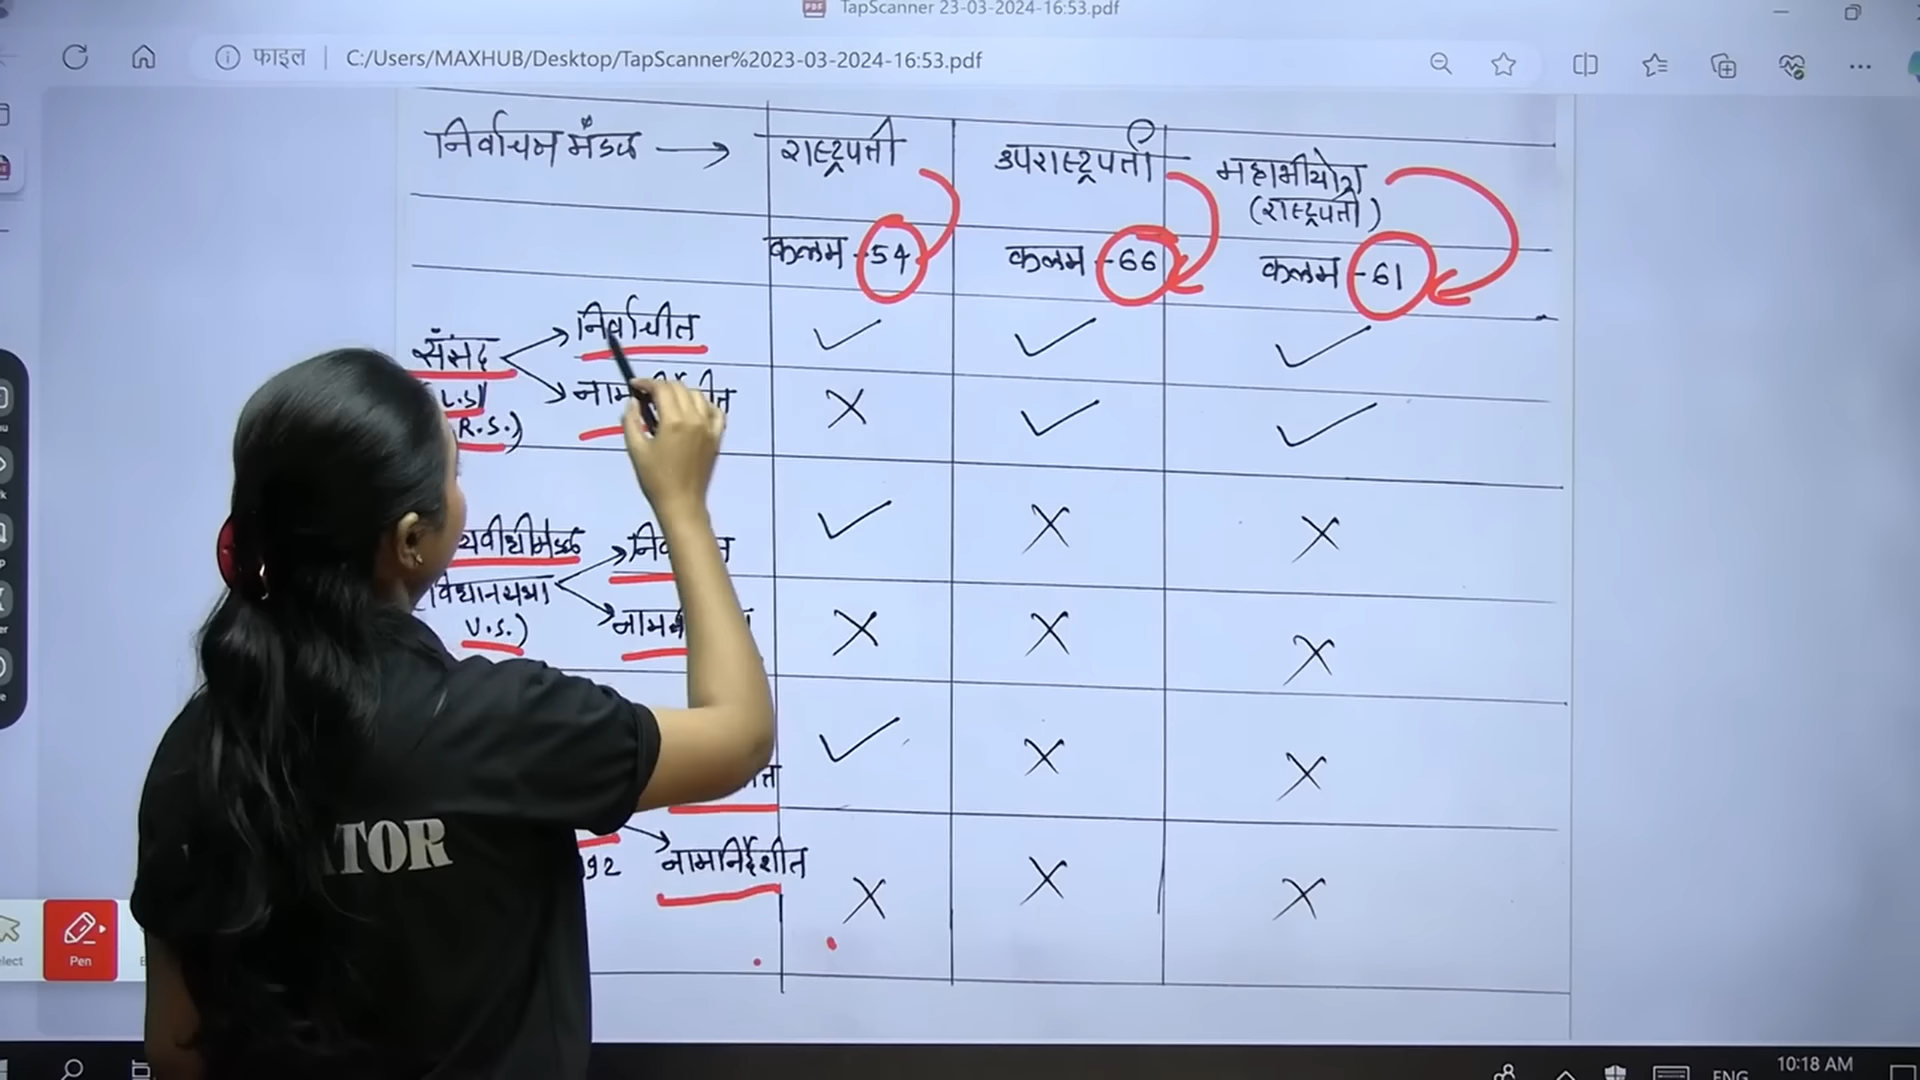 TapScanner 23-03-2024-16:53.pdf
फाइल | C:/Users/MAXHUB/Desktop/TapScanner%2023-03-2024-16:53.pdf
निर्वाचन मंडळ → राष्ट्रपती उपराष्ट्रपती महाभीयोग
(राष्ट्रपती)
कलम - 54 कलम - 66 कलम - 61
संसद निर्वाचीत ✓ ✓ ✓
L.S/
R.S.) X ✓ ✓
✓ X X
(विधानसभा
V.S.) X X X
✓ X X
नामनिर्देशीत X X X
TOR
Pen
ENG 10:18 AM